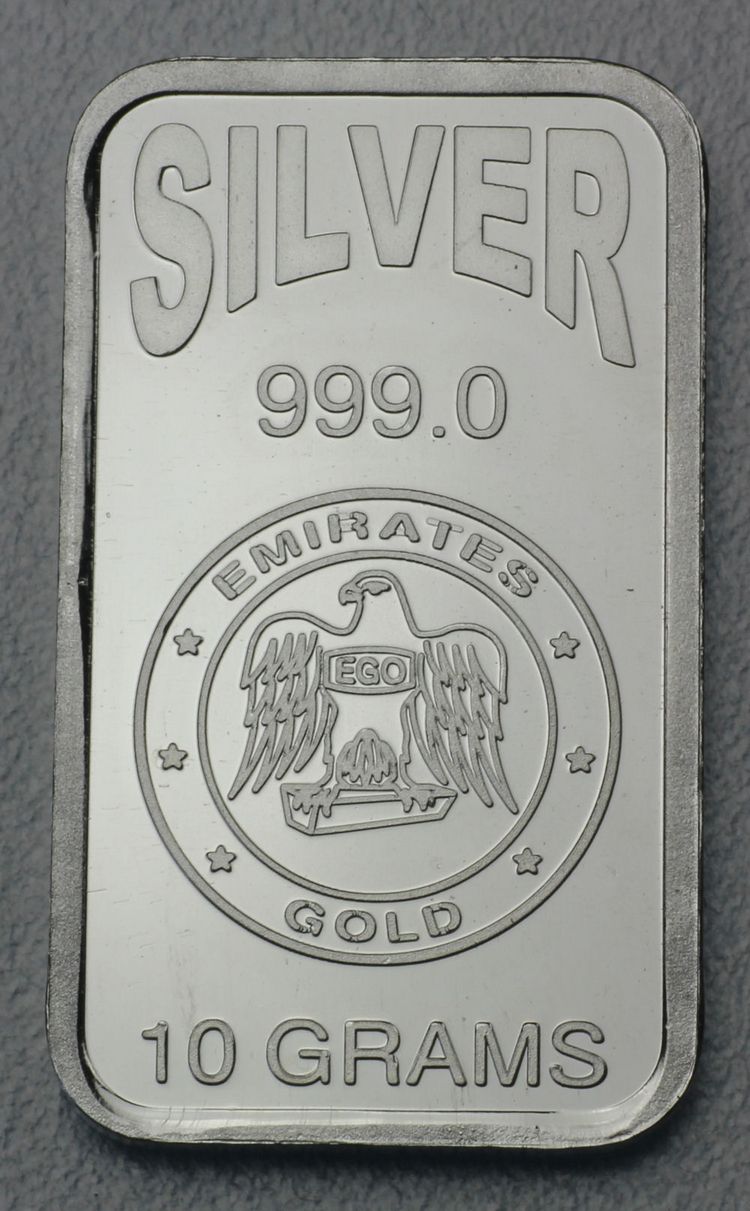 SILVER
999.0
EMIRATES
EGO
GOLD
10 GRAMS